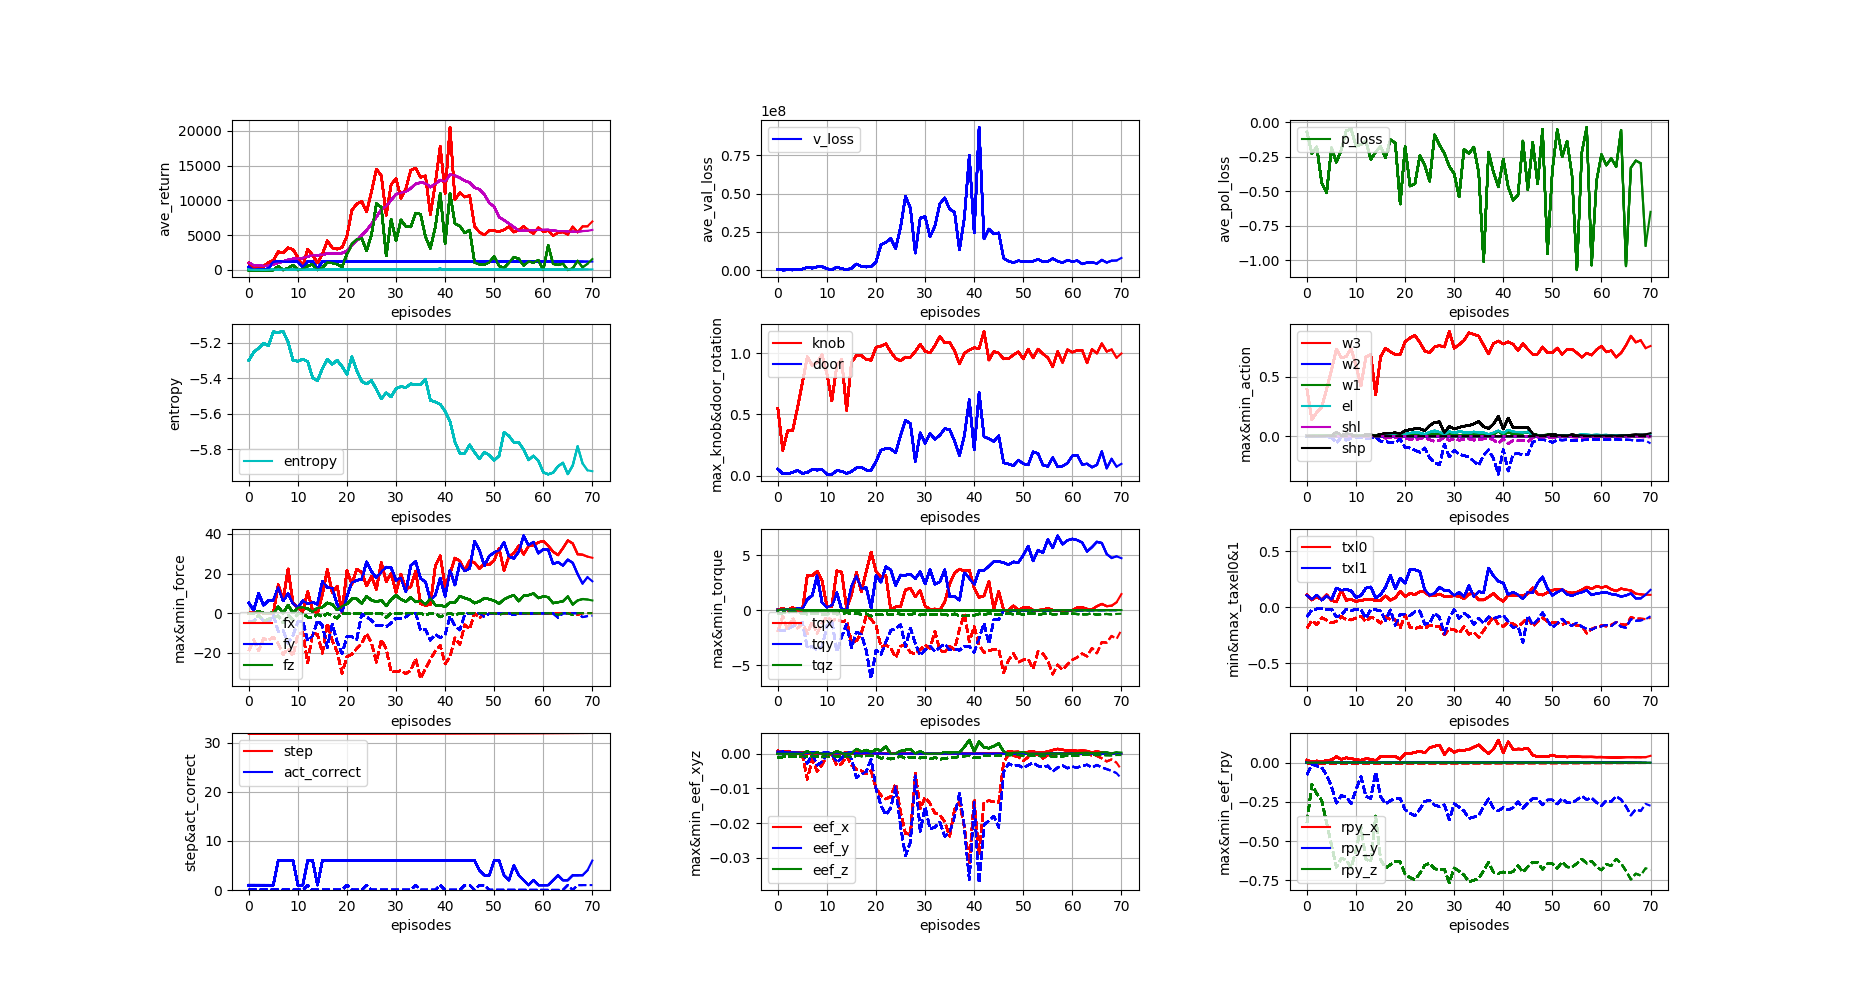 ave_return
20000
15000
10000
5000
0
0 10 20 30 40 50 60 70
episodes
1e8
ave_val_loss
0.75
0.50
0.25
0.00
v_loss
0 10 20 30 40 50 60 70
episodes
ave_pol_loss
0.00
−0.25
−0.50
−0.75
−1.00
p_loss
0 10 20 30 40 50 60 70
episodes
entropy
−5.2
−5.4
−5.6
−5.8
entropy
0 10 20 30 40 50 60 70
episodes
max_knob&door_rotation
1.0
0.5
0.0
knob
door
0 10 20 30 40 50 60 70
episodes
max&min_action
0.5
0.0
w3
w2
w1
el
shl
shp
0 10 20 30 40 50 60 70
episodes
max&min_force
40
20
0
−20
fx
fy
fz
0 10 20 30 40 50 60 70
episodes
max&min_torque
5
0
−5
tqx
tqy
tqz
0 10 20 30 40 50 60 70
episodes
min&max_taxel0&1
0.5
0.0
−0.5
txl0
txl1
0 10 20 30 40 50 60 70
episodes
step&act_correct
30
20
10
0
step
act_correct
0 10 20 30 40 50 60 70
episodes
max&min_eef_xyz
0.00
−0.01
−0.02
−0.03
eef_x
eef_y
eef_z
0 10 20 30 40 50 60 70
episodes
max&min_eef_rpy
0.00
−0.25
−0.50
−0.75
rpy_x
rpy_y
rpy_z
0 10 20 30 40 50 60 70
episodes